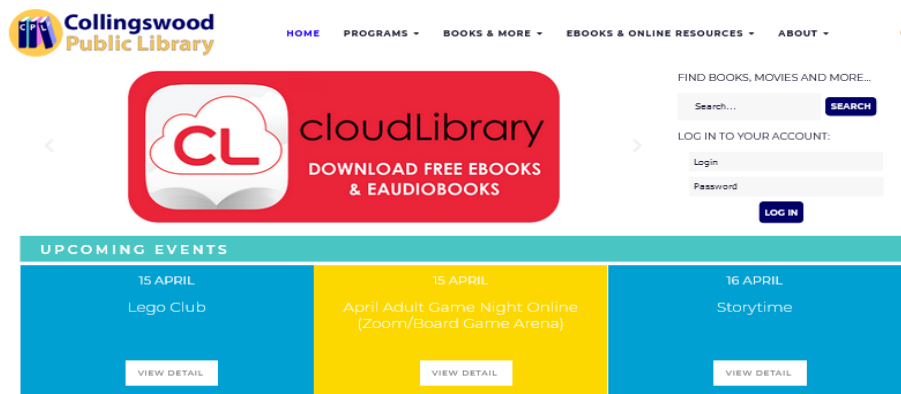 CPL
Collingswood
Public Library
HOME PROGRAMS BOOKS & MORE EBOOKS & ONLINE RESOURCES ABOUT
CL
cloudLibrary
DOWNLOAD FREE EBOOKS
& EAUDIOBOOKS
FIND BOOKS, MOVIES AND MORE...
Search... SEARCH
LOG IN TO YOUR ACCOUNT:
Login
Password
LOG IN
UPCOMING EVENTS
15 APRIL
Lego Club
VIEW DETAIL
15 APRIL
April Adult Game Night Online
(Zoom/Board Game Arena)
VIEW DETAIL
16 APRIL
Storytime
VIEW DETAIL